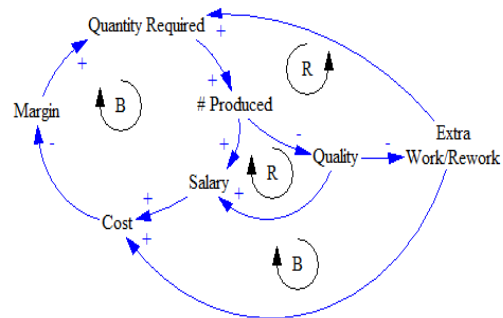 Quantity Required
+
+
R
+
B
Margin
# Produced
-
+
-
Extra
Quality
-
Work/Rework
R
Salary
+
+
Cost
+
B